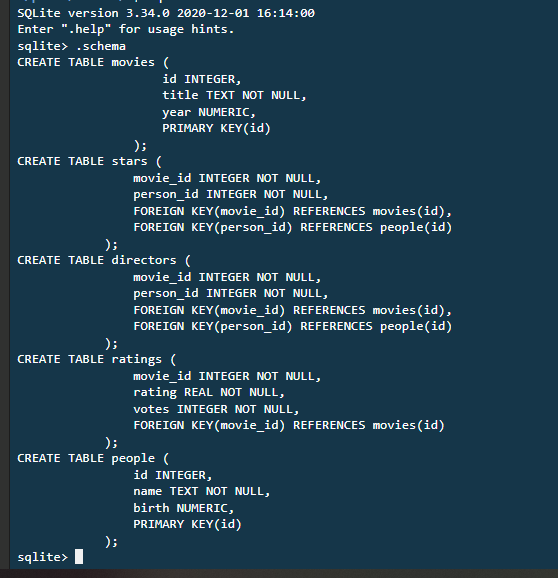 SQLite version 3.34.0 2020-12-01 16:14:00
Enter ".help" for usage hints.
sqlite> .schema
CREATE TABLE movies (
id INTEGER,
title TEXT NOT NULL,
year NUMERIC,
PRIMARY KEY(id)
);
CREATE TABLE stars (
movie_id INTEGER NOT NULL,
person_id INTEGER NOT NULL,
FOREIGN KEY(movie_id) REFERENCES movies(id),
FOREIGN KEY(person_id) REFERENCES people(id)
);
CREATE TABLE directors (
movie_id INTEGER NOT NULL,
person_id INTEGER NOT NULL,
FOREIGN KEY(movie_id) REFERENCES movies(id),
FOREIGN KEY(person_id) REFERENCES people(id)
);
CREATE TABLE ratings (
movie_id INTEGER NOT NULL,
rating REAL NOT NULL,
votes INTEGER NOT NULL,
FOREIGN KEY(movie_id) REFERENCES movies(id)
);
CREATE TABLE people (
id INTEGER,
name TEXT NOT NULL,
birth NUMERIC,
PRIMARY KEY(id)
);
sqlite>